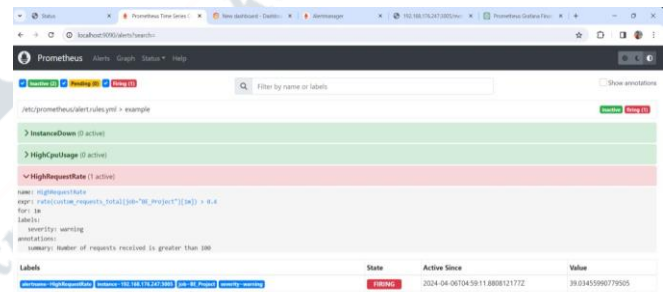 Status
Prometheus Time Series
New dashboard - Dashbo
Alertmanager
192.168.176.247:5005/me
Prometheus Grafana
localhost:9090/alerts?search=
Prometheus Alerts Graph Status Help
Inactive (2) Pending (0) Firing (1)
Filter by name or labels
Show annotations
/etc/prometheus/alert.rules.yml > example
inactive firing (1)
InstanceDown (0 active)
HighCpuUsage (0 active)
HighRequestRate (1 active)
name: HighRequestRate
expr: rate(custom_requests_total{job="BE_Project"}[1m]) > 0.4
for: 1m
labels:
severity: warning
annotations:
summary: Number of requests received is greater than 100
Labels State Active Since Value
alertname=HighRequestRate instance=192.168.176.247:5005 job=BE_Project severity=warning FIRING 2024-04-06T04:59:11.880812177Z 39.03455990779505